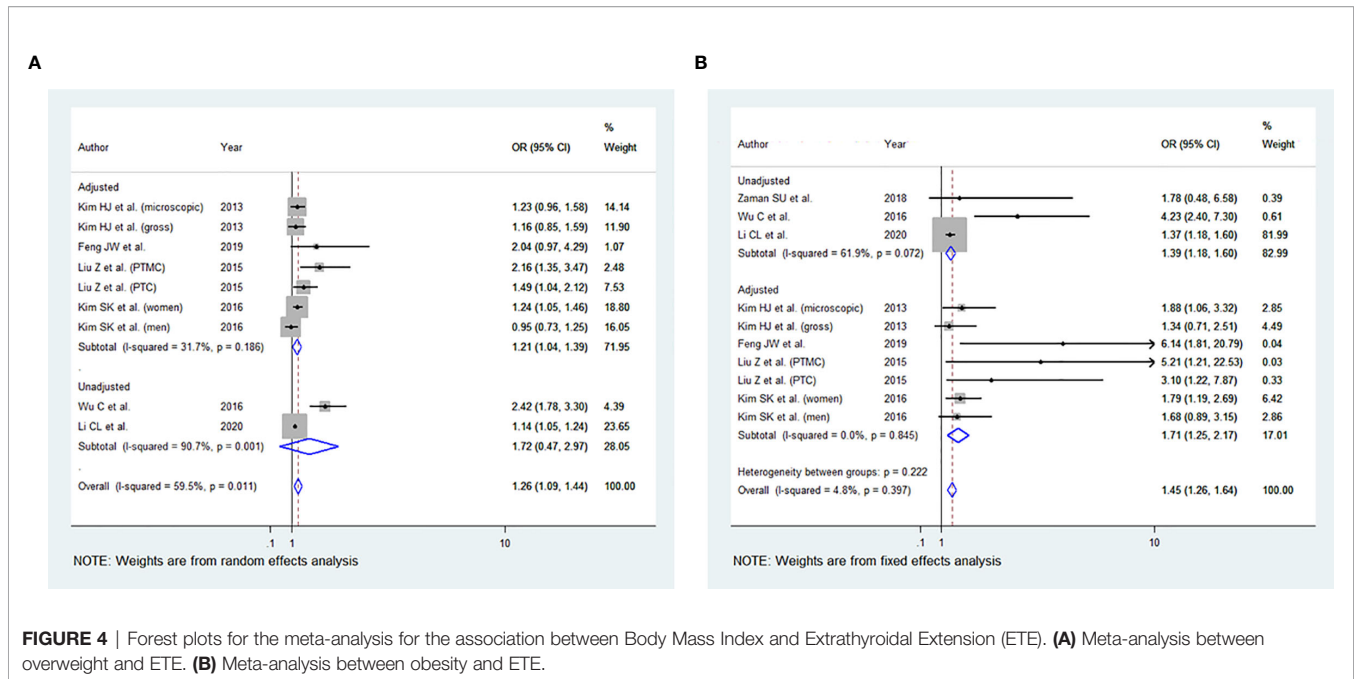 A
%
Author Year OR (95% CI) Weight
Adjusted
Kim HJ et al. (microscopic) 2013 1.23 (0.96, 1.58) 14.14
Kim HJ et al. (gross) 2013 1.16 (0.85, 1.59) 11.90
Feng JW et al. 2019 2.04 (0.97, 4.29) 1.07
Liu Z et al. (PTMC) 2015 2.16 (1.35, 3.47) 2.48
Liu Z et al. (PTC) 2015 1.49 (1.04, 2.12) 7.53
Kim SK et al. (women) 2016 1.24 (1.05, 1.46) 18.80
Kim SK et al. (men) 2016 0.95 (0.73, 1.25) 16.05
Subtotal (I-squared = 31.7%, p = 0.186) 1.21 (1.04, 1.39) 71.95
.
Unadjusted
Wu C et al. 2016 2.42 (1.78, 3.30) 4.39
Li CL et al. 2020 1.14 (1.05, 1.24) 23.65
Subtotal (I-squared = 90.7%, p = 0.001) 1.72 (0.47, 2.97) 28.05
.
Overall (I-squared = 59.5%, p = 0.011) 1.26 (1.09, 1.44) 100.00
.1 1 10
NOTE: Weights are from random effects analysis
B
%
Author Year OR (95% CI) Weight
Unadjusted
Zaman SU et al. 2018 1.78 (0.48, 6.58) 0.39
Wu C et al. 2016 4.23 (2.40, 7.30) 0.61
Li CL et al. 2020 1.37 (1.18, 1.60) 81.99
Subtotal (I-squared = 61.9%, p = 0.072) 1.39 (1.18, 1.60) 82.99
.
Adjusted
Kim HJ et al. (microscopic) 2013 1.88 (1.06, 3.32) 2.85
Kim HJ et al. (gross) 2013 1.34 (0.71, 2.51) 4.49
Feng JW et al. 2019 6.14 (1.81, 20.79) 0.04
Liu Z et al. (PTMC) 2015 5.21 (1.21, 22.53) 0.03
Liu Z et al. (PTC) 2015 3.10 (1.22, 7.87) 0.33
Kim SK et al. (women) 2016 1.79 (1.19, 2.69) 6.42
Kim SK et al. (men) 2016 1.68 (0.89, 3.15) 2.86
Subtotal (I-squared = 0.0%, p = 0.845) 1.71 (1.25, 2.17) 17.01
.
Heterogeneity between groups: p = 0.222
Overall (I-squared = 4.8%, p = 0.397) 1.45 (1.26, 1.64) 100.00
.1 1 10
NOTE: Weights are from fixed effects analysis
FIGURE 4 | Forest plots for the meta-analysis for the association between Body Mass Index and Extrathyroidal Extension (ETE). (A) Meta-analysis between
overweight and ETE. (B) Meta-analysis between obesity and ETE.